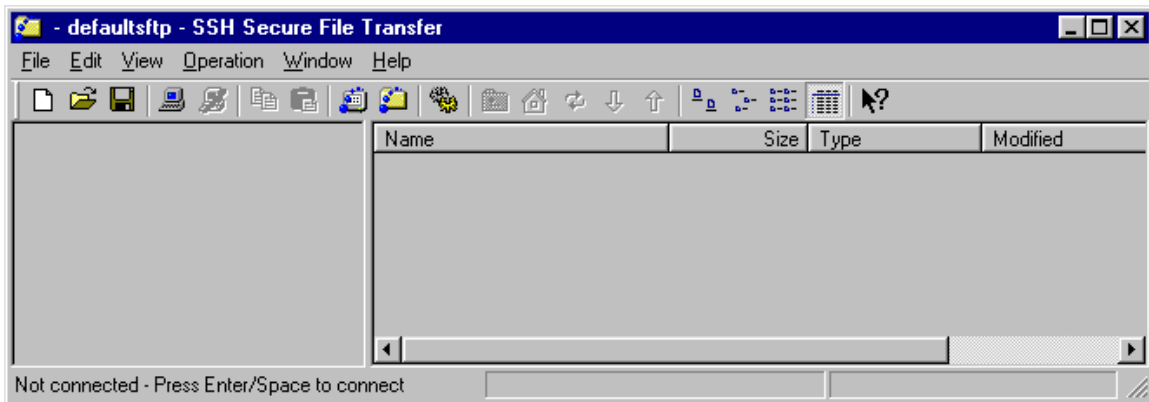 - defaultsftp - SSH Secure File Transfer
File Edit View Operation Window Help
Name Size Type Modified
Not connected - Press Enter/Space to connect